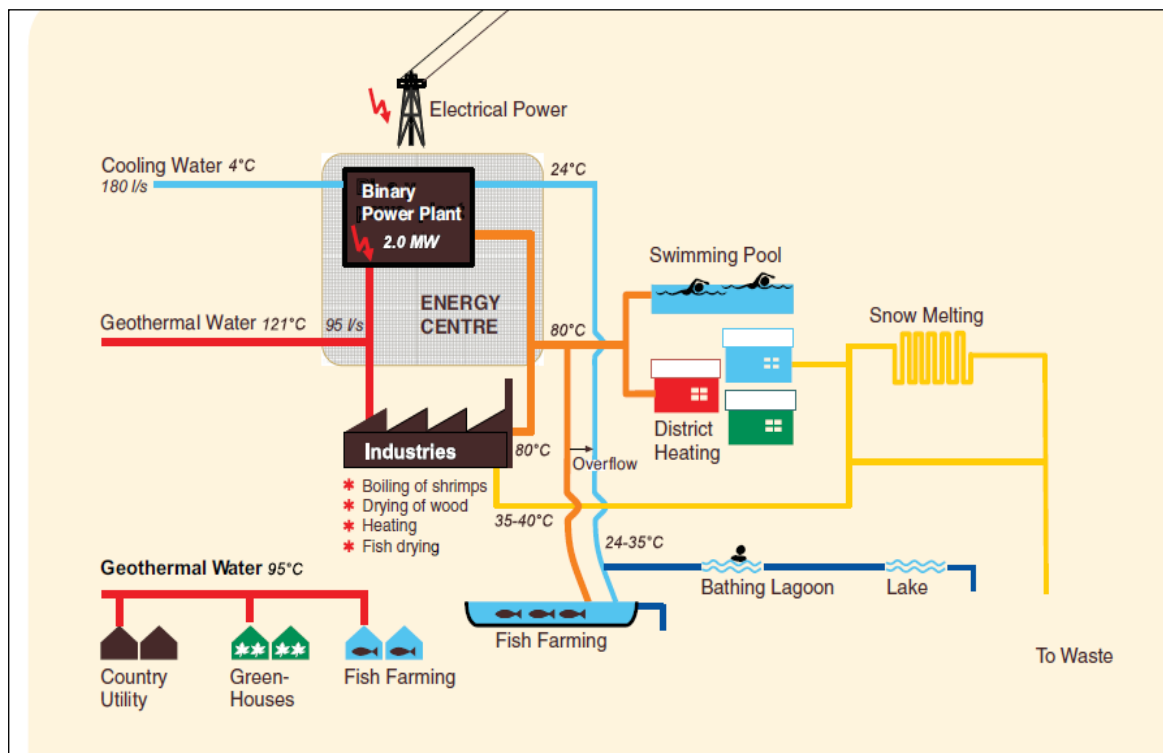 Electrical Power
Cooling Water 4°C
180 l/s
24°C
Binary
Power Plant
2.0 MW
Swimming Pool
ENERGY
CENTRE
Geothermal Water 121°C
95 l/s
80°C
Snow Melting
District
Heating
Industries
80°C
Overflow
* Boiling of shrimps
* Drying of wood
* Heating
* Fish drying
35-40°C
24-35°C
Geothermal Water 95°C
Bathing Lagoon
Lake
Fish Farming
To Waste
Country
Utility
Green-
Houses
Fish Farming